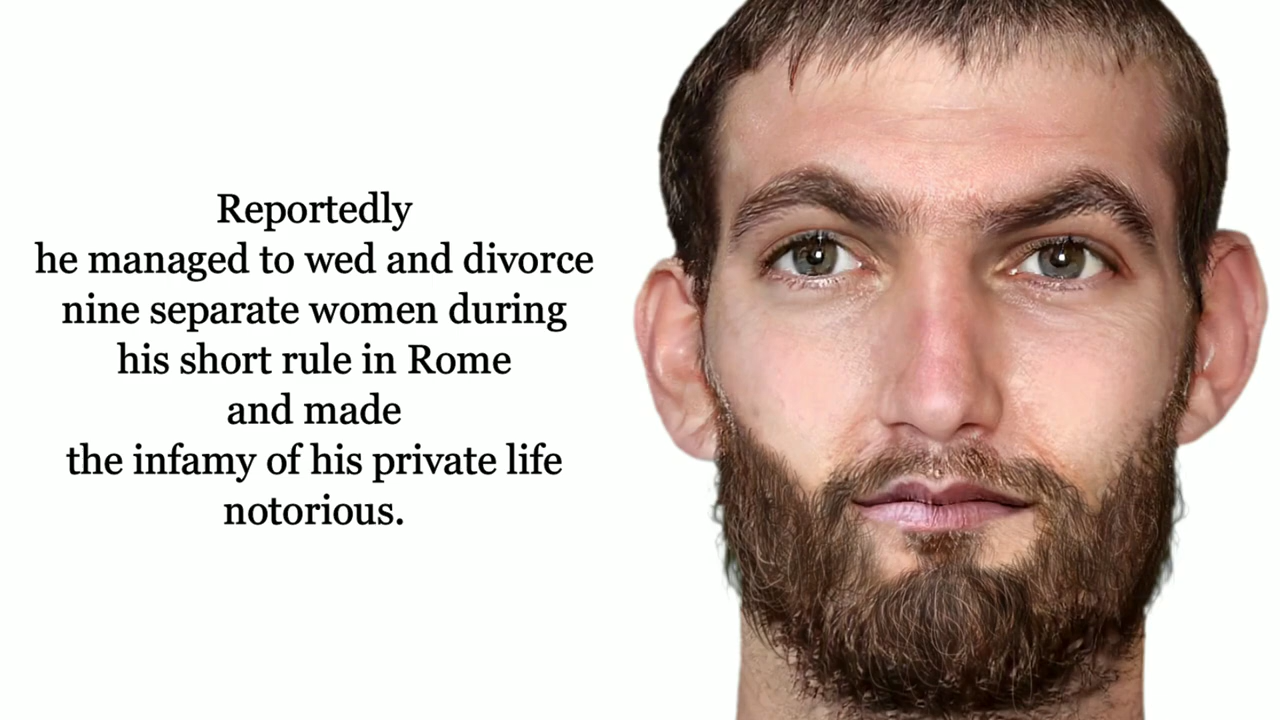 Reportedly
he managed to wed and divorce
nine separate women during
his short rule in Rome
and made
the infamy of his private life
notorious.